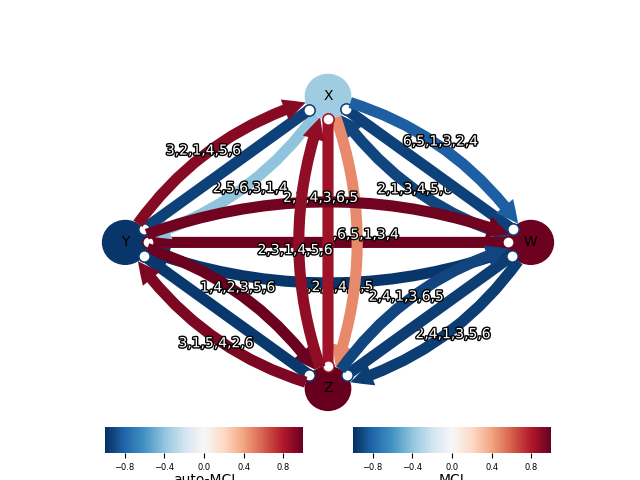 X
3,2,1,4,5,6
6,5,1,3,2,4
2,5,6,3,1,4
2,1,3,4,5,6
4,3,6,5
,6,5,1,3,4
Y
W
2,3,1,4,5,6
1,4,2,3,5,6
2,4,1,3,6,5
3,1,5,4,2,6
2,4,1,3,5,6
Z
−0.8 −0.4 0.0 0.4 0.8
−0.8 −0.4 0.0 0.4 0.8
auto-MCI
MCI